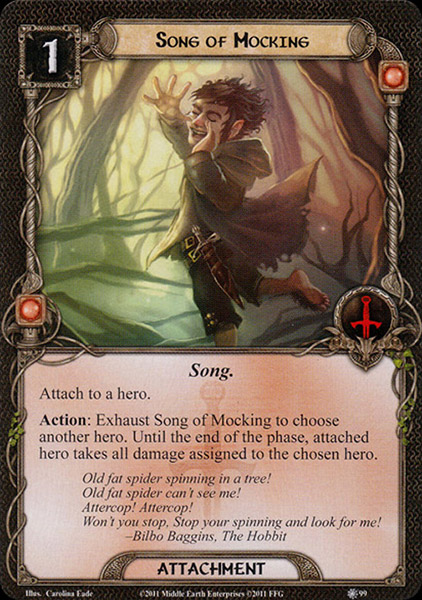 1
Song of Mocking
Song.
Attach to a hero.
Action: Exhaust Song of Mocking to choose
another hero. Until the end of the phase, attached
hero takes all damage assigned to the chosen hero.
Old fat spider spinning in a tree!
Old fat spider can't see me!
Attercop! Attercop!
Won't you stop, Stop your spinning and look for me!
–Bilbo Baggins, The Hobbit
Attachment
Illus. Carolina Eade ©2011 Middle Earth Enterprises ©2011 FFG 99